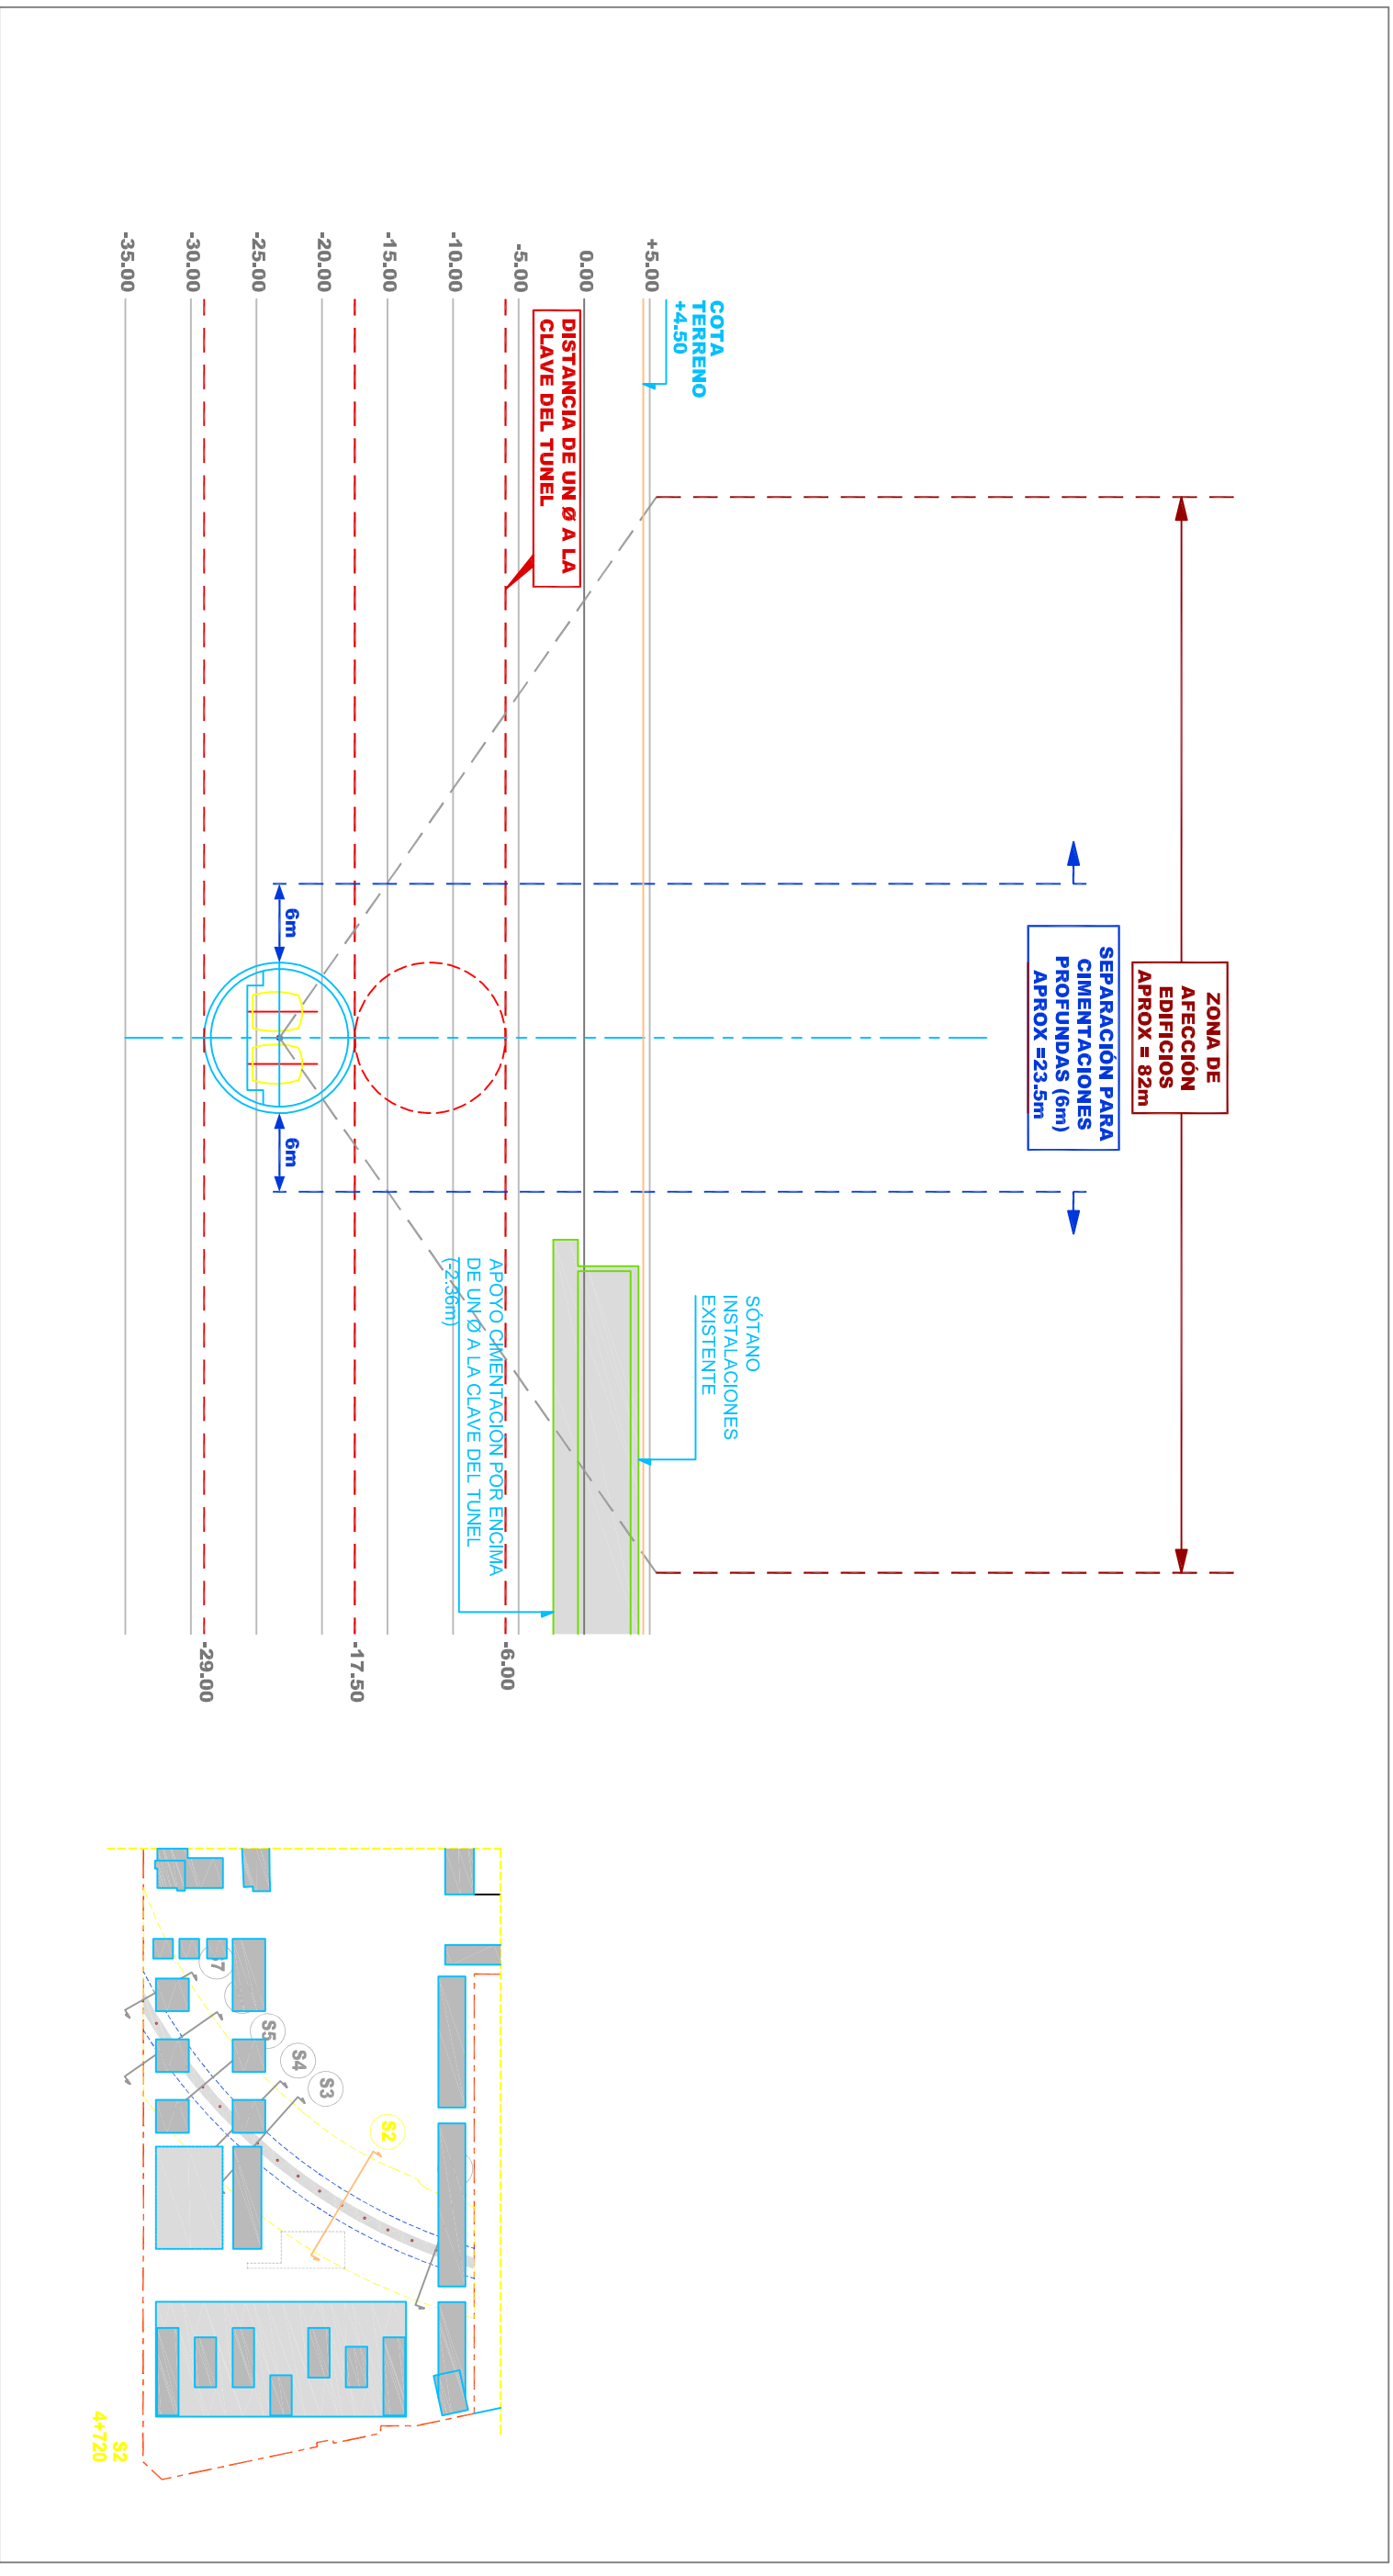 ZONA DE
AFECCIÓN
EDIFICIOS
APROX = 82m
SEPARACIÓN PARA
CIMENTACIONES
PROFUNDAS (6m)
APROX =23.5m
COTA
TERRENO
+4.50
SÓTANO
INSTALACIONES
EXISTENTE
+5.00
0.00
-5.00
-10.00
-15.00
-20.00
-25.00
-30.00
-35.00
DISTANCIA DE UN Ø A LA
CLAVE DEL TUNEL
APOYO CIMENTACIÓN POR ENCIMA
DE UN Ø A LA CLAVE DEL TUNEL
(-2.36m)
6m
6m
-6.00
-17.50
-29.00
S2
S3
S4
S5
S2
4+720